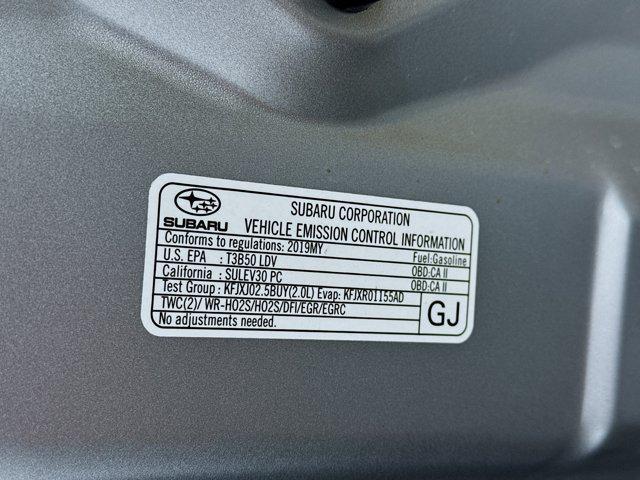 SUBARU
SUBARU CORPORATION
VEHICLE EMISSION CONTROL INFORMATION
Conforms to regulations: 2019MY Fuel:Gasoline
U.S. EPA : T3B50 LDV OBD:CA II
California : SULEV30 PC OBD:CA II
Test Group : KFJXJ02.5BUY(2.0L) Evap: KFJXR01155AD
TWC(2)/ WR-HO2S/HO2S/DFI/EGR/EGRC
No adjustments needed.
GJ